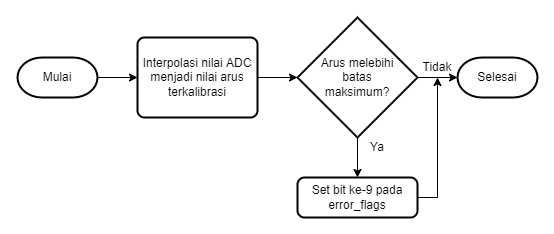 Mulai
Interpolasi nilai ADC
menjadi nilai arus
terkalibrasi
Arus melebihi
batas
maksimum?
Tidak
Selesai
Ya
Set bit ke-9 pada
error_flags